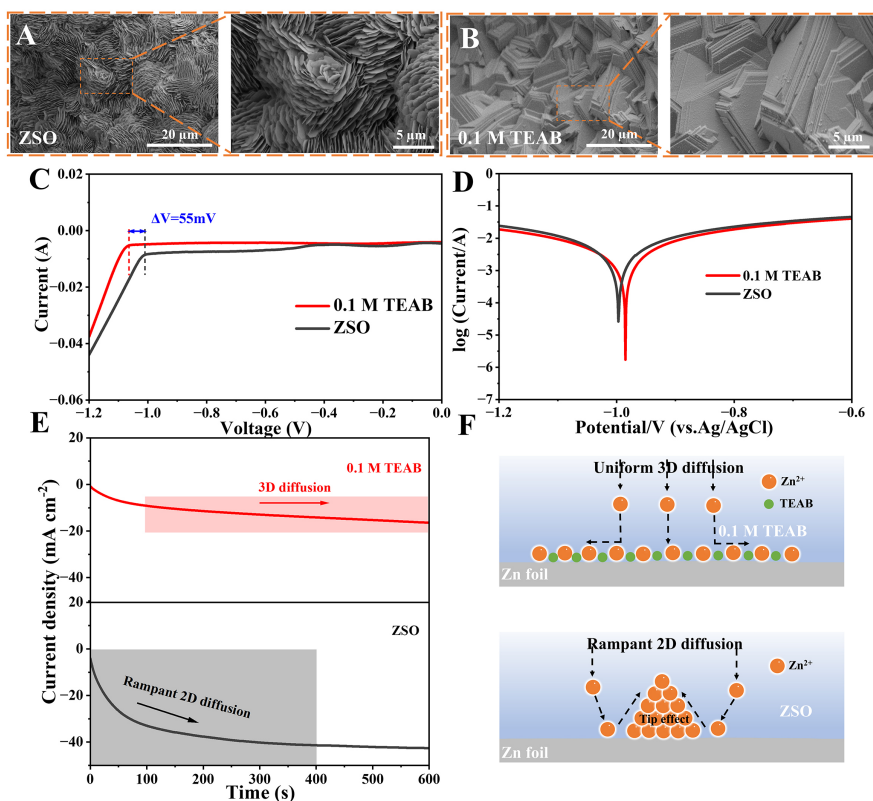 A
ZSO
20 µm
5 µm
B
0.1 M TEAB
20 µm
5 µm
C
ΔV=55mV
0.02
0.00
−0.02
−0.04
−0.06
Current (A)
0.1 M TEAB
ZSO
−1.2 −1.0 −0.8 −0.6 −0.4 −0.2 0.0
Voltage (V)
D
0
−1
−2
−3
−4
−5
−6
−7
log (Current/A)
0.1 M TEAB
ZSO
−1.2 −1.0 −0.8 −0.6
Potential/V (vs.Ag/AgCl)
E
20
0
−20
−40
20
0
−20
−40
Current density (mA cm⁻²)
0.1 M TEAB
3D diffusion
ZSO
Rampant 2D diffusion
0 100 200 300 400 500 600
Time (s)
F
Uniform 3D diffusion
Zn²⁺
TEAB
0.1 M TEAB
Zn foil
Rampant 2D diffusion
Zn²⁺
ZSO
Tip effect
Zn foil